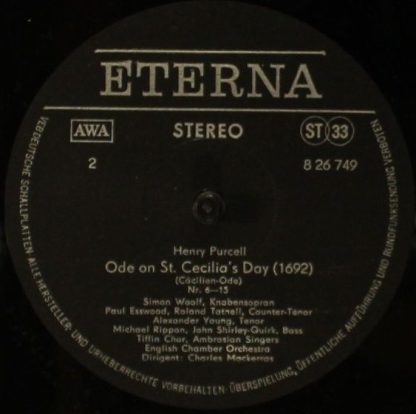 ETERNA
AWA STEREO ST 33
2 8 26 749
Henry Purcell
Ode on St. Cecilia's Day (1692)
(Cäcilien-Ode)
Nr. 6—13
Simon Woolf, Knabensopran
Paul Esswood, Roland Tatnell, Counter-Tenor
Alexander Young, Tenor
Michael Rippon, John Shirley-Quirk, Bass
Tiffin Chor, Ambrosian Singers
English Chamber Orchestra
Dirigent: Charles Mackerras
VEB DEUTSCHE SCHALLPLATTEN ALLE HERSTELLER- UND URHEBERRECHTE VORBEHALTEN · ÜBERSPIELUNG, ÖFFENTLICHE AUFFÜHRUNG UND RUNDFUNKSENDUNG VERBOTEN